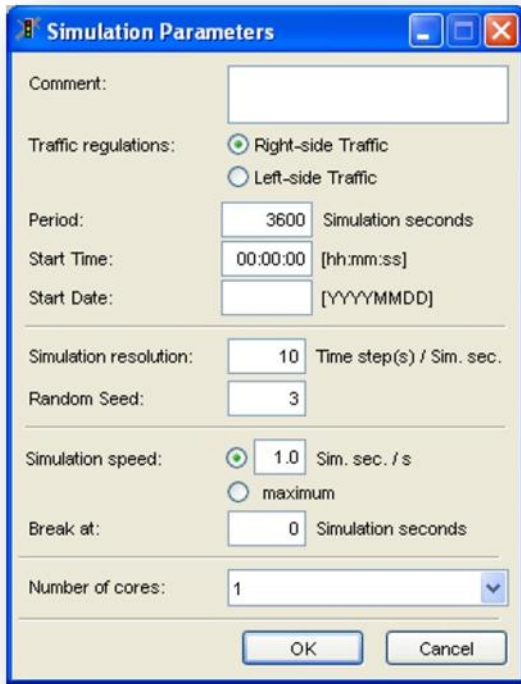 Simulation Parameters
Comment:
Traffic regulations: Right-side Traffic
Left-side Traffic
Period: 3600 Simulation seconds
Start Time: 00:00:00 [hh:mm:ss]
Start Date: [YYYYMMDD]
Simulation resolution: 10 Time step(s) / Sim. sec.
Random Seed: 3
Simulation speed: 1.0 Sim. sec. / s
maximum
Break at: 0 Simulation seconds
Number of cores: 1
OK Cancel